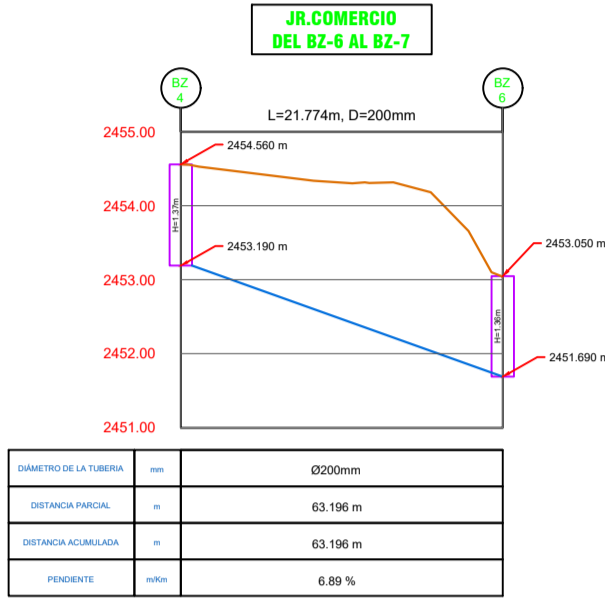 JR.COMERCIO
DEL BZ-6 AL BZ-7
BZ
4
BZ
6
L=21.774m, D=200mm
2455.00
2454.560 m
2454.00
H=1.37m
2453.190 m
2453.050 m
2453.00
H=1.36m
2452.00
2451.690 m
2451.00
DIÁMETRO DE LA TUBERIA mm Ø200mm
DISTANCIA PARCIAL m 63.196 m
DISTANCIA ACUMULADA m 63.196 m
PENDIENTE m/Km 6.89 %